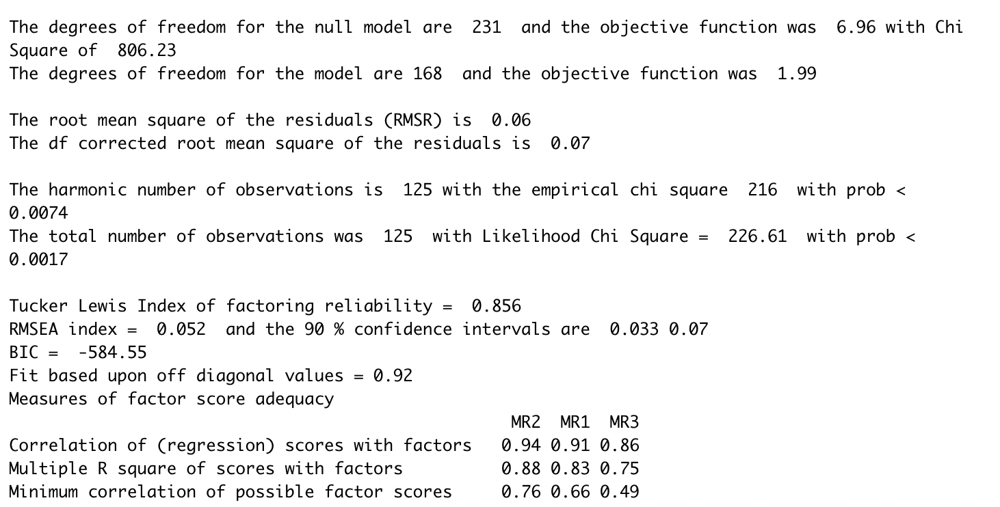 The degrees of freedom for the null model are  231  and the objective function was  6.96 with Chi
Square of  806.23
The degrees of freedom for the model are 168  and the objective function was  1.99
The root mean square of the residuals (RMSR) is  0.06
The df corrected root mean square of the residuals is  0.07
The harmonic number of observations is  125 with the empirical chi square  216  with prob <
0.0074
The total number of observations was  125  with Likelihood Chi Square =  226.61  with prob <
0.0017
Tucker Lewis Index of factoring reliability =  0.856
RMSEA index =  0.052  and the 90 % confidence intervals are  0.033 0.07
BIC =  -584.55
Fit based upon off diagonal values = 0.92
Measures of factor score adequacy
MR2  MR1  MR3
Correlation of (regression) scores with factors   0.94 0.91 0.86
Multiple R square of scores with factors          0.88 0.83 0.75
Minimum correlation of possible factor scores     0.76 0.66 0.49